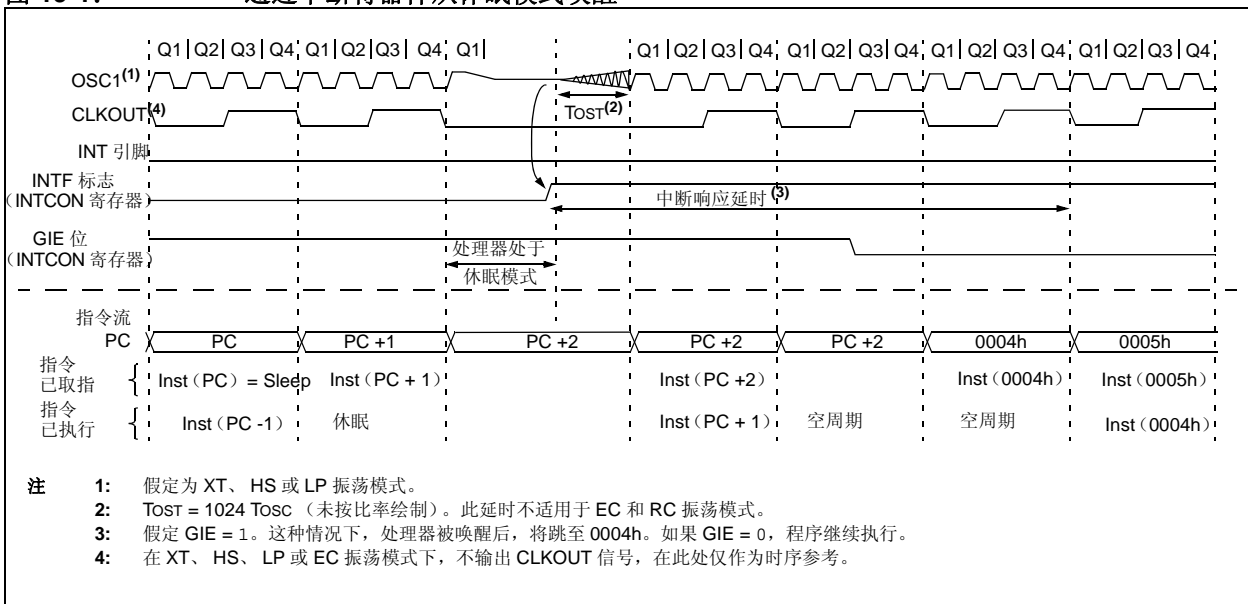 Q1 Q2 Q3 Q4 Q1 Q2 Q3 Q4 Q1 Q1 Q2 Q3 Q4 Q1 Q2 Q3 Q4 Q1 Q2 Q3 Q4 Q1 Q2 Q3 Q4
OSC1(1)
CLKOUT(4)
TOST(2)
INT 引脚
INTF 标志
(INTCON 寄存器)
中断响应延时(3)
GIE 位
(INTCON 寄存器)
处理器处于
休眠模式
指令流
PC PC PC +1 PC +2 PC +2 PC +2 0004h 0005h
指令
已取指 { Inst(PC) = Sleep Inst(PC + 1) Inst(PC +2) Inst(0004h) Inst(0005h)
指令
已执行 { Inst(PC -1) 休眠 Inst(PC + 1) 空周期 空周期 Inst(0004h)
注 1: 假定为 XT、 HS 或 LP 振荡模式。
2: TOST = 1024 TOSC (未按比率绘制)。此延时不适用于 EC 和 RC 振荡模式。
3: 假定 GIE = 1。这种情况下，处理器被唤醒后，将跳至 0004h。如果 GIE = 0，程序继续执行。
4: 在 XT、 HS、 LP 或 EC 振荡模式下，不输出 CLKOUT 信号，在此处仅作为时序参考。